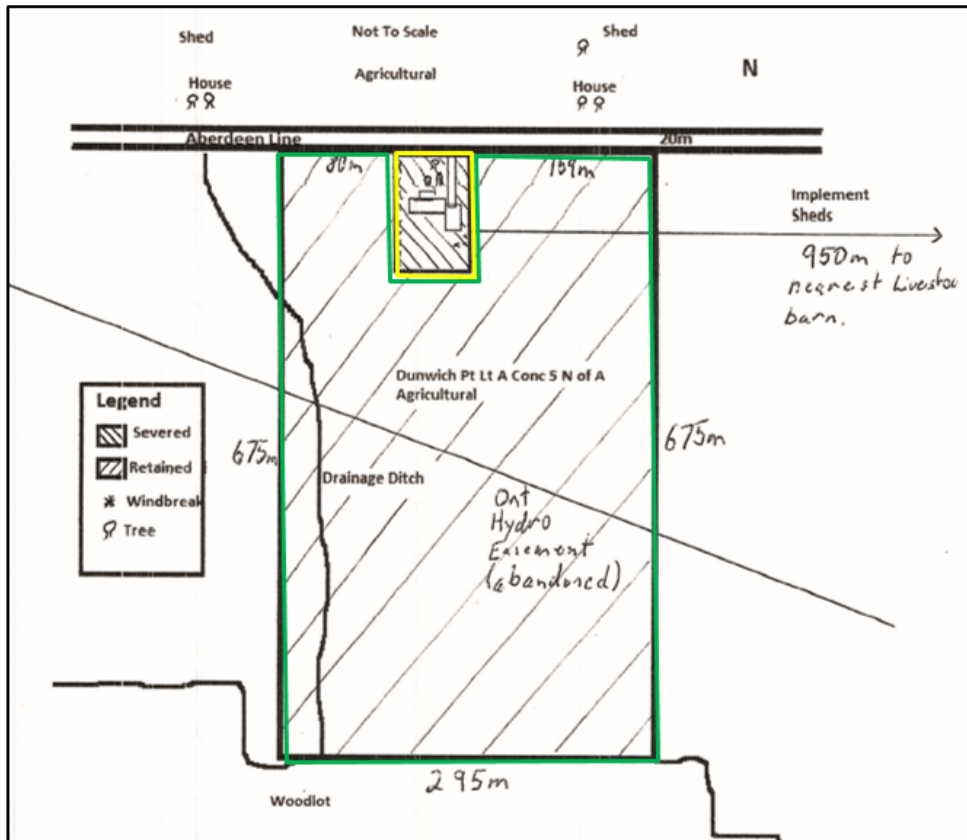 Shed
Not To Scale
Shed
Agricultural
N
House
House
Aberdeen Line
20m
80m
159m
Implement
Sheds
950m to
nearest Livestoc
barn.
Dunwich Pt Lt A Conc 5 N of A
Agricultural
Legend
Severed
Retained
Windbreak
Tree
675m
675m
Drainage Ditch
Ont
Hydro
Easement
(abandured)
295m
Woodlot